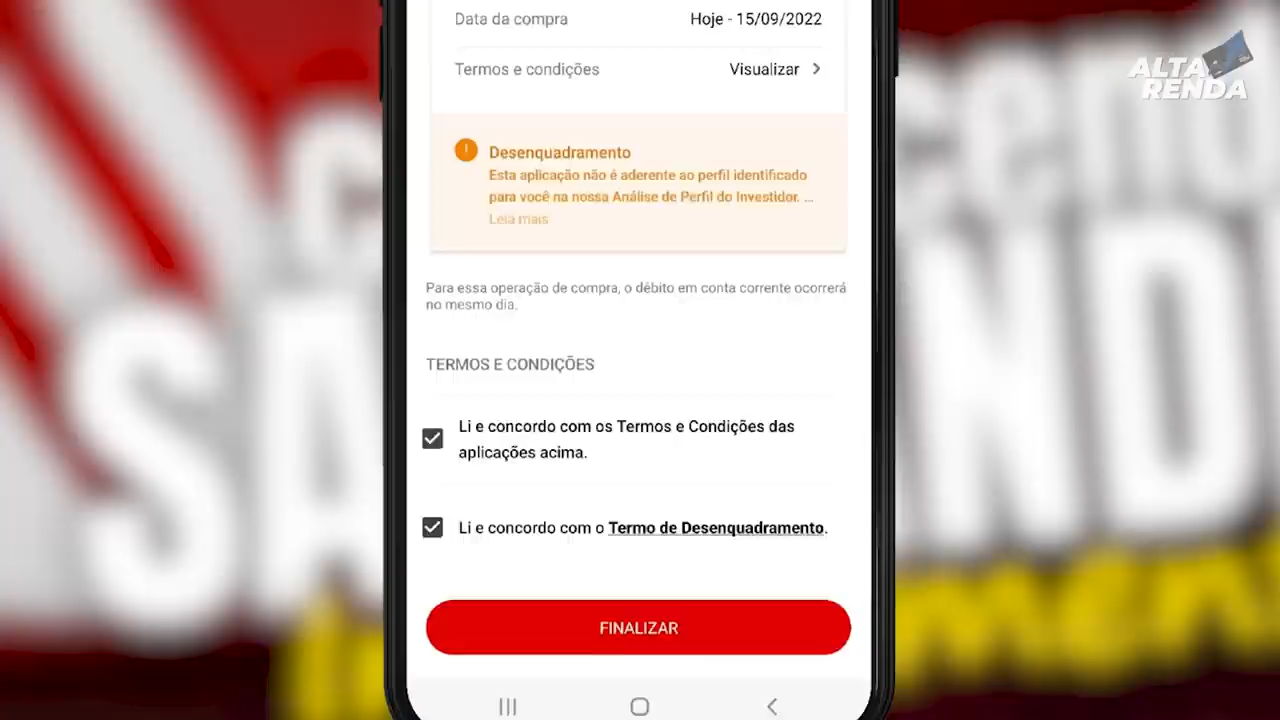 Data da compra
Hoje - 15/09/2022
ALTA
RENDA
Termos e condições
Visualizar
Desenquadramento
Esta aplicação não é aderente ao perfil identificado
para você na nossa Análise de Perfil do Investidor. ...
Leia mais
Para essa operação de compra, o débito em conta corrente ocorrerá
no mesmo dia.
TERMOS E CONDIÇÕES
Li e concordo com os Termos e Condições das
aplicações acima.
Li e concordo com o Termo de Desenquadramento.
FINALIZAR